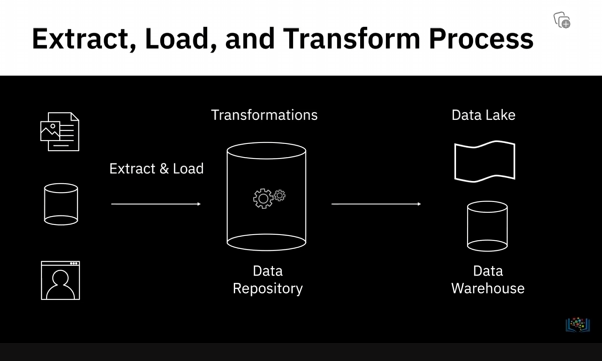 Extract, Load, and Transform Process
Transformations
Data Lake
Extract & Load
Data
Repository
Data
Warehouse